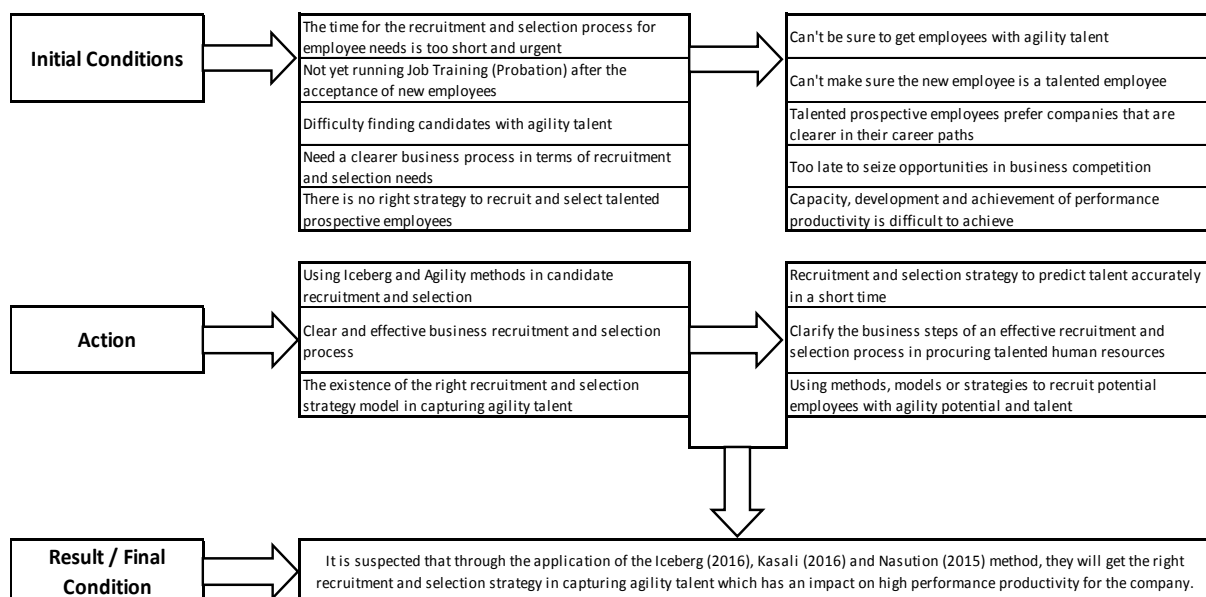 Initial Conditions
The time for the recruitment and selection process for
employee needs is too short and urgent
Not yet running Job Training (Probation) after the
acceptance of new employees
Difficulty finding candidates with agility talent
Need a clearer business process in terms of recruitment
and selection needs
There is no right strategy to recruit and select talented
prospective employees
Can't be sure to get employees with agility talent
Can't make sure the new employee is a talented employee
Talented prospective employees prefer companies that are
clearer in their career paths
Too late to seize opportunities in business competition
Capacity, development and achievement of performance
productivity is difficult to achieve
Action
Using Iceberg and Agility methods in candidate
recruitment and selection
Clear and effective business recruitment and selection
process
The existence of the right recruitment and selection
strategy model in capturing agility talent
Recruitment and selection strategy to predict talent accurately
in a short time
Clarify the business steps of an effective recruitment and
selection process in procuring talented human resources
Using methods, models or strategies to recruit potential
employees with agility potential and talent
Result / Final
Condition
It is suspected that through the application of the Iceberg (2016), Kasali (2016) and Nasution (2015) method, they will get the right
recruitment and selection strategy in capturing agility talent which has an impact on high performance productivity for the company.